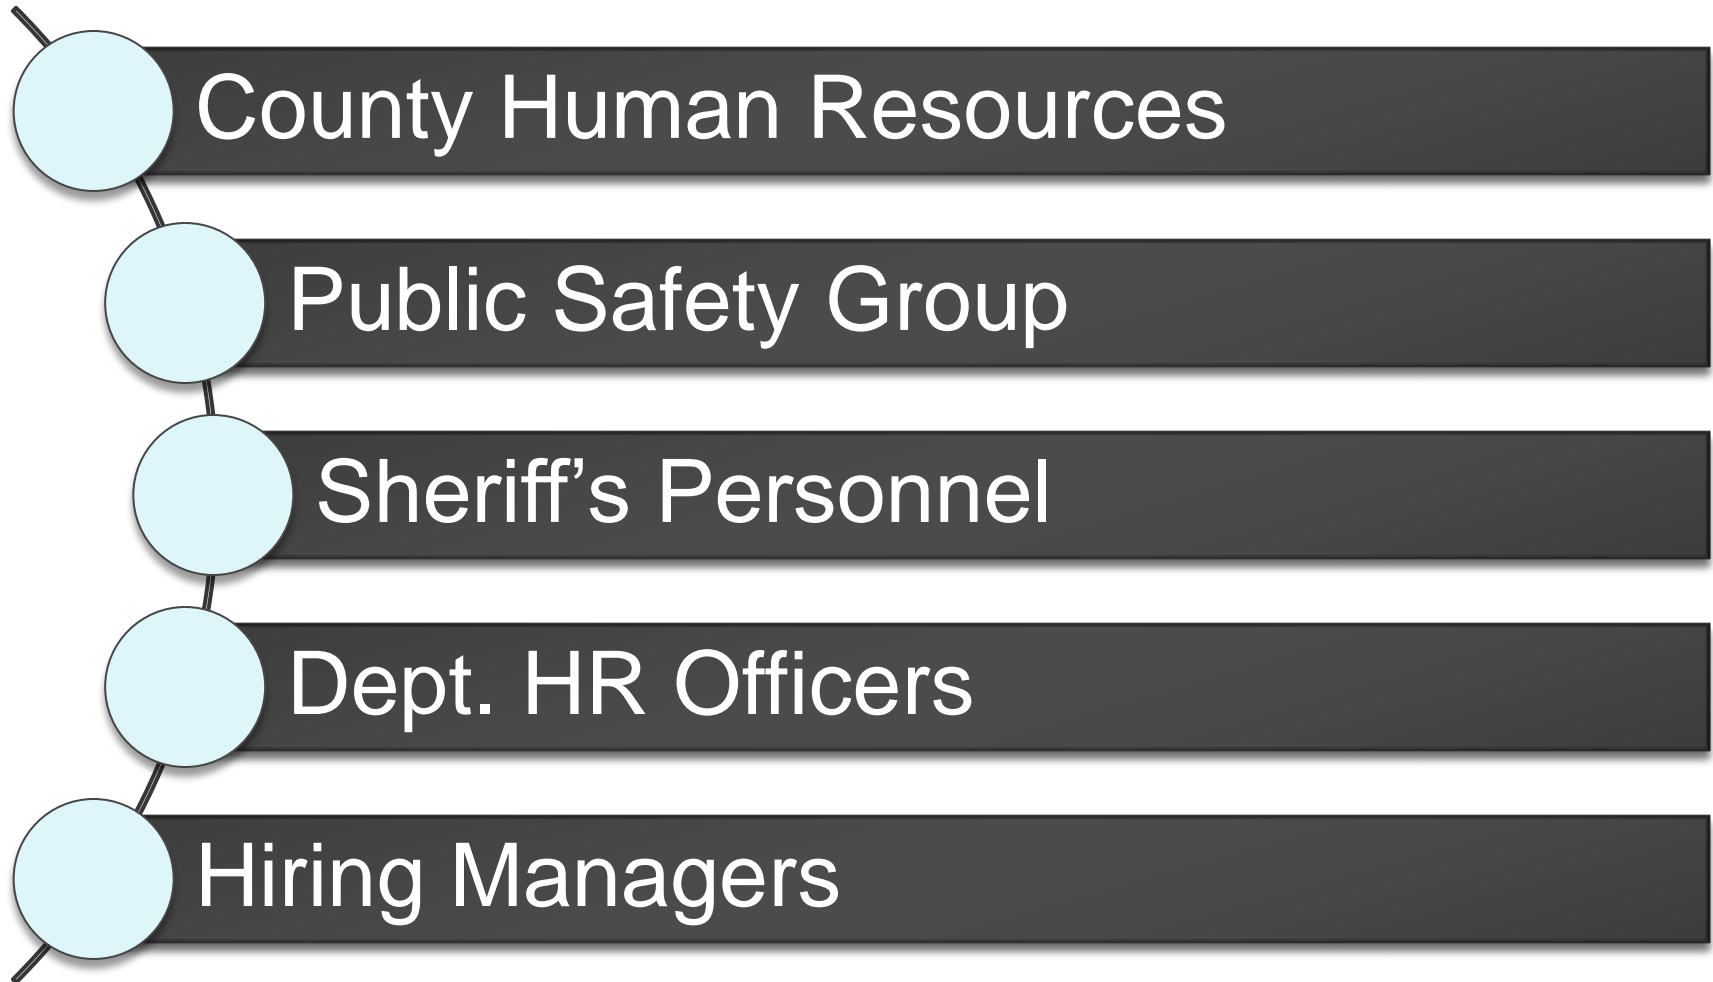 County Human Resources
Public Safety Group
Sheriff’s Personnel
Dept. HR Officers
Hiring Managers